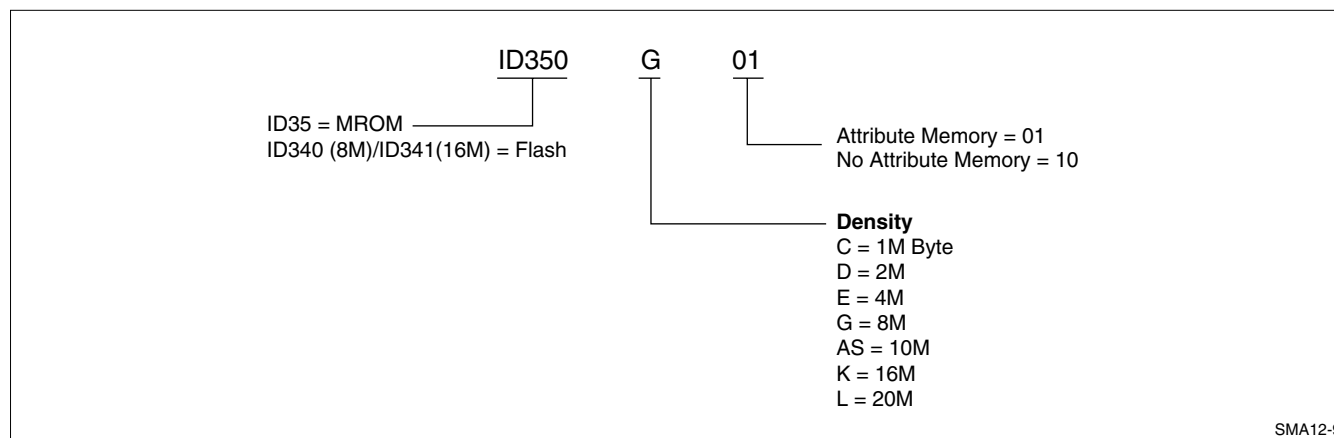 ID350 G 01
ID35 = MROM
ID340 (8M)/ID341(16M) = Flash
Attribute Memory = 01
No Attribute Memory = 10
Density
C = 1M Byte
D = 2M
E = 4M
G = 8M
AS = 10M
K = 16M
L = 20M